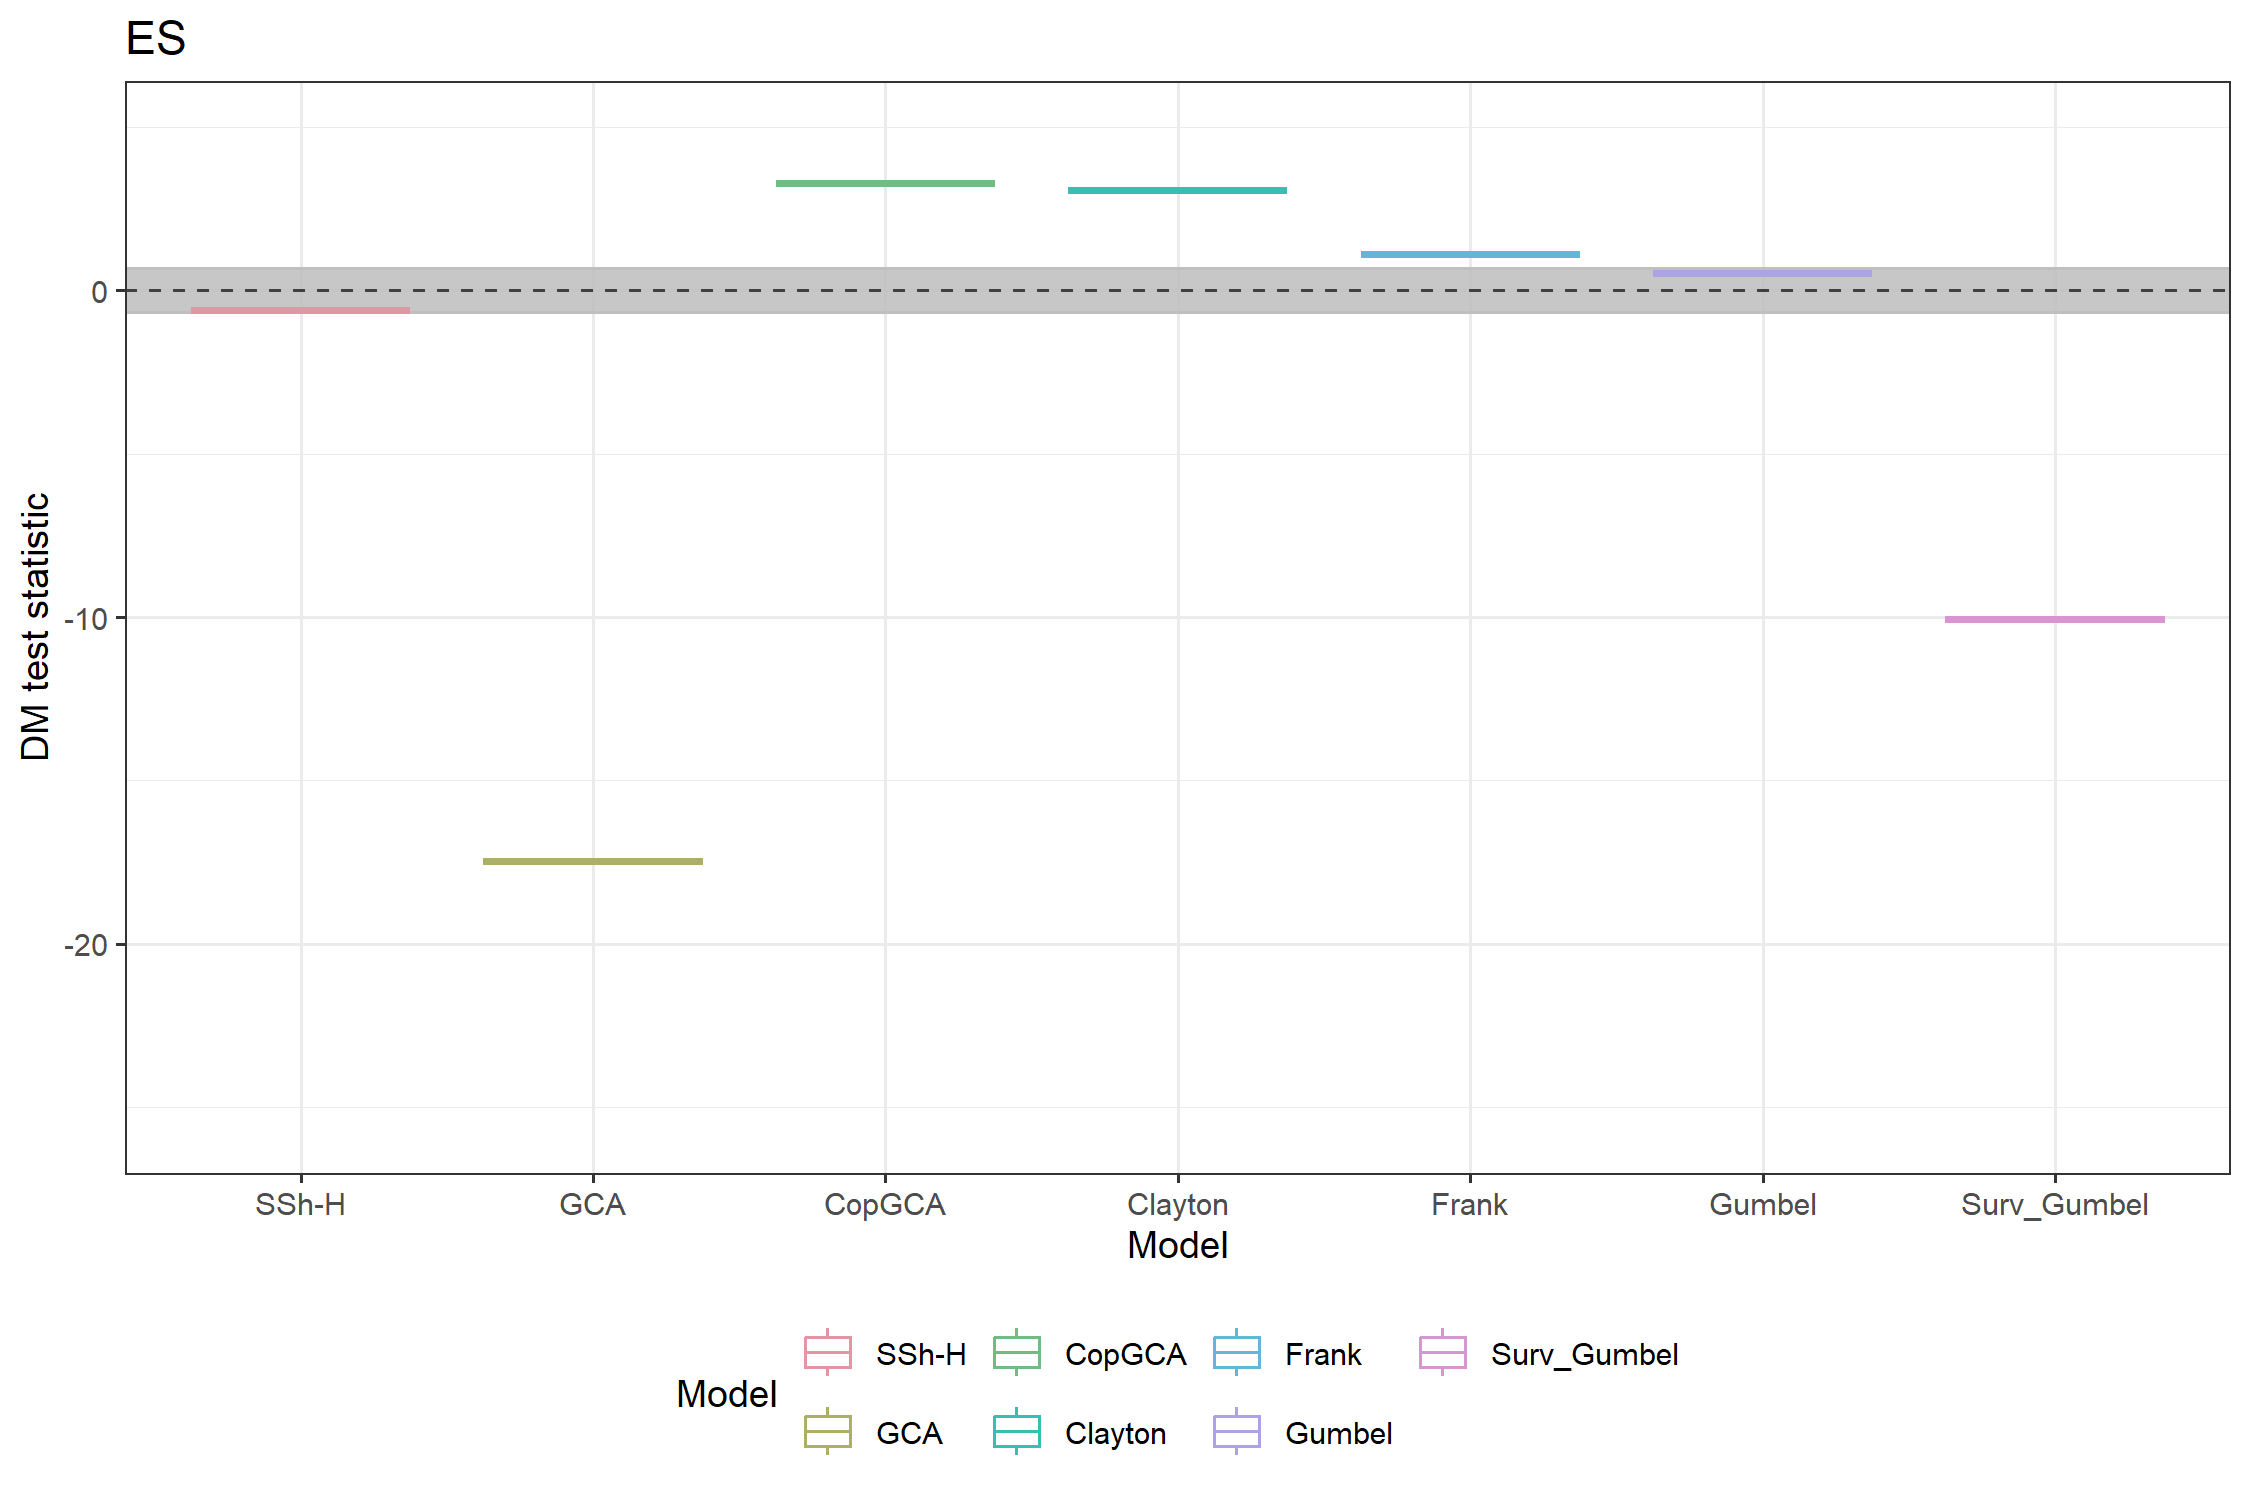 ES
DM test statistic
0
-10
-20
SSh-H GCA CopGCA Clayton Frank Gumbel Surv_Gumbel
Model
Model
SSh-H CopGCA Frank Surv_Gumbel
GCA Clayton Gumbel